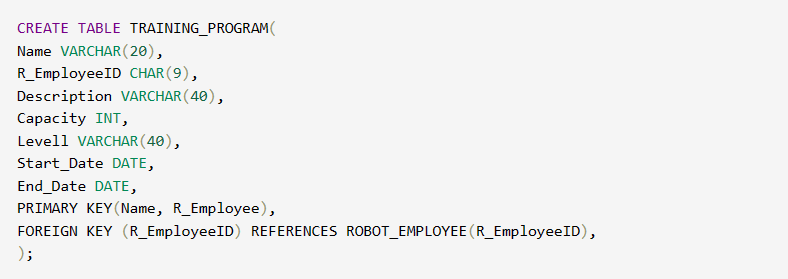 CREATE TABLE TRAINING_PROGRAM(
Name VARCHAR(20),
R_EmployeeID CHAR(9),
Description VARCHAR(40),
Capacity INT,
Levell VARCHAR(40),
Start_Date DATE,
End_Date DATE,
PRIMARY KEY(Name, R_Employee),
FOREIGN KEY (R_EmployeeID) REFERENCES ROBOT_EMPLOYEE(R_EmployeeID),
);